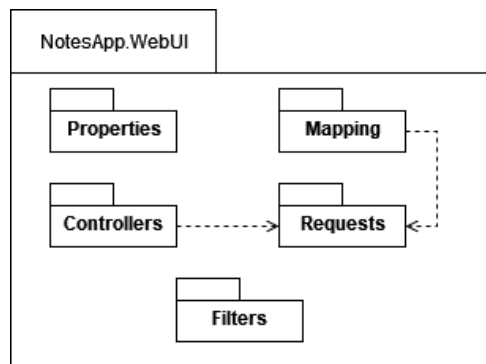 NotesApp.WebUI
Properties
Mapping
Controllers
Requests
Filters